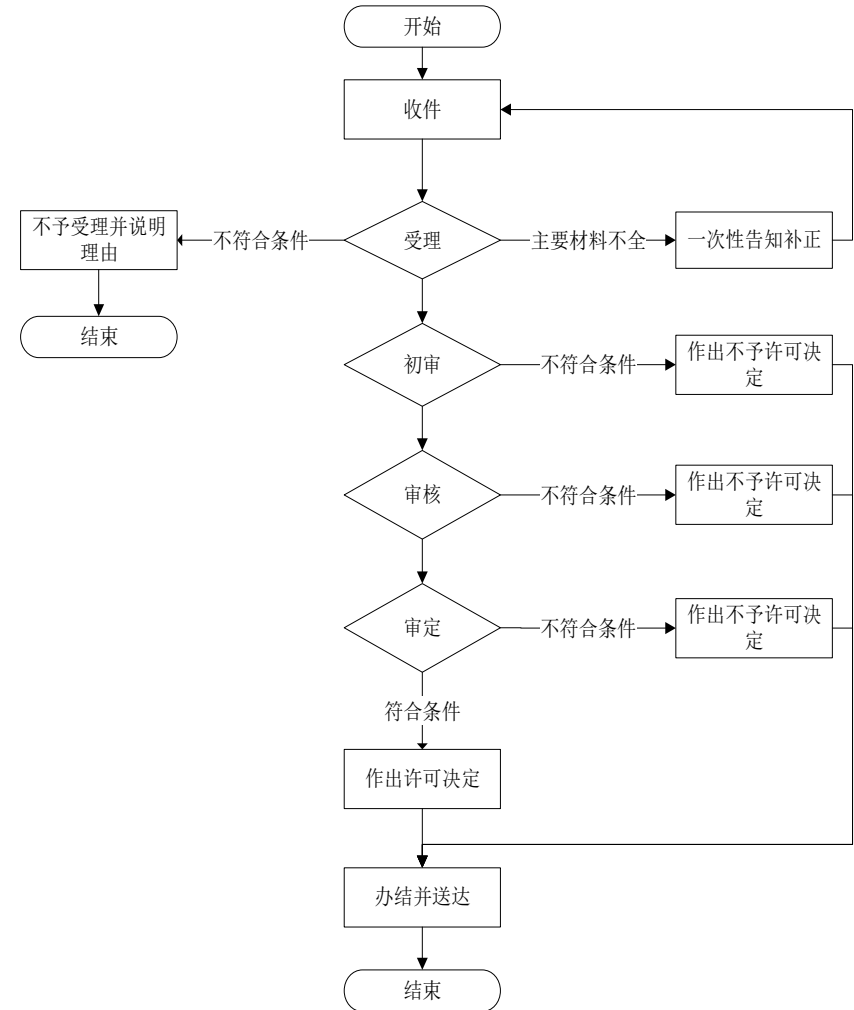 开始
收件
不予受理并说明
理由
不符合条件
受理
主要材料不全
一次性告知补正
结束
初审
不符合条件
作出不予许可决
定
审核
不符合条件
作出不予许可决
定
审定
不符合条件
作出不予许可决
定
符合条件
作出许可决定
办结并送达
结束